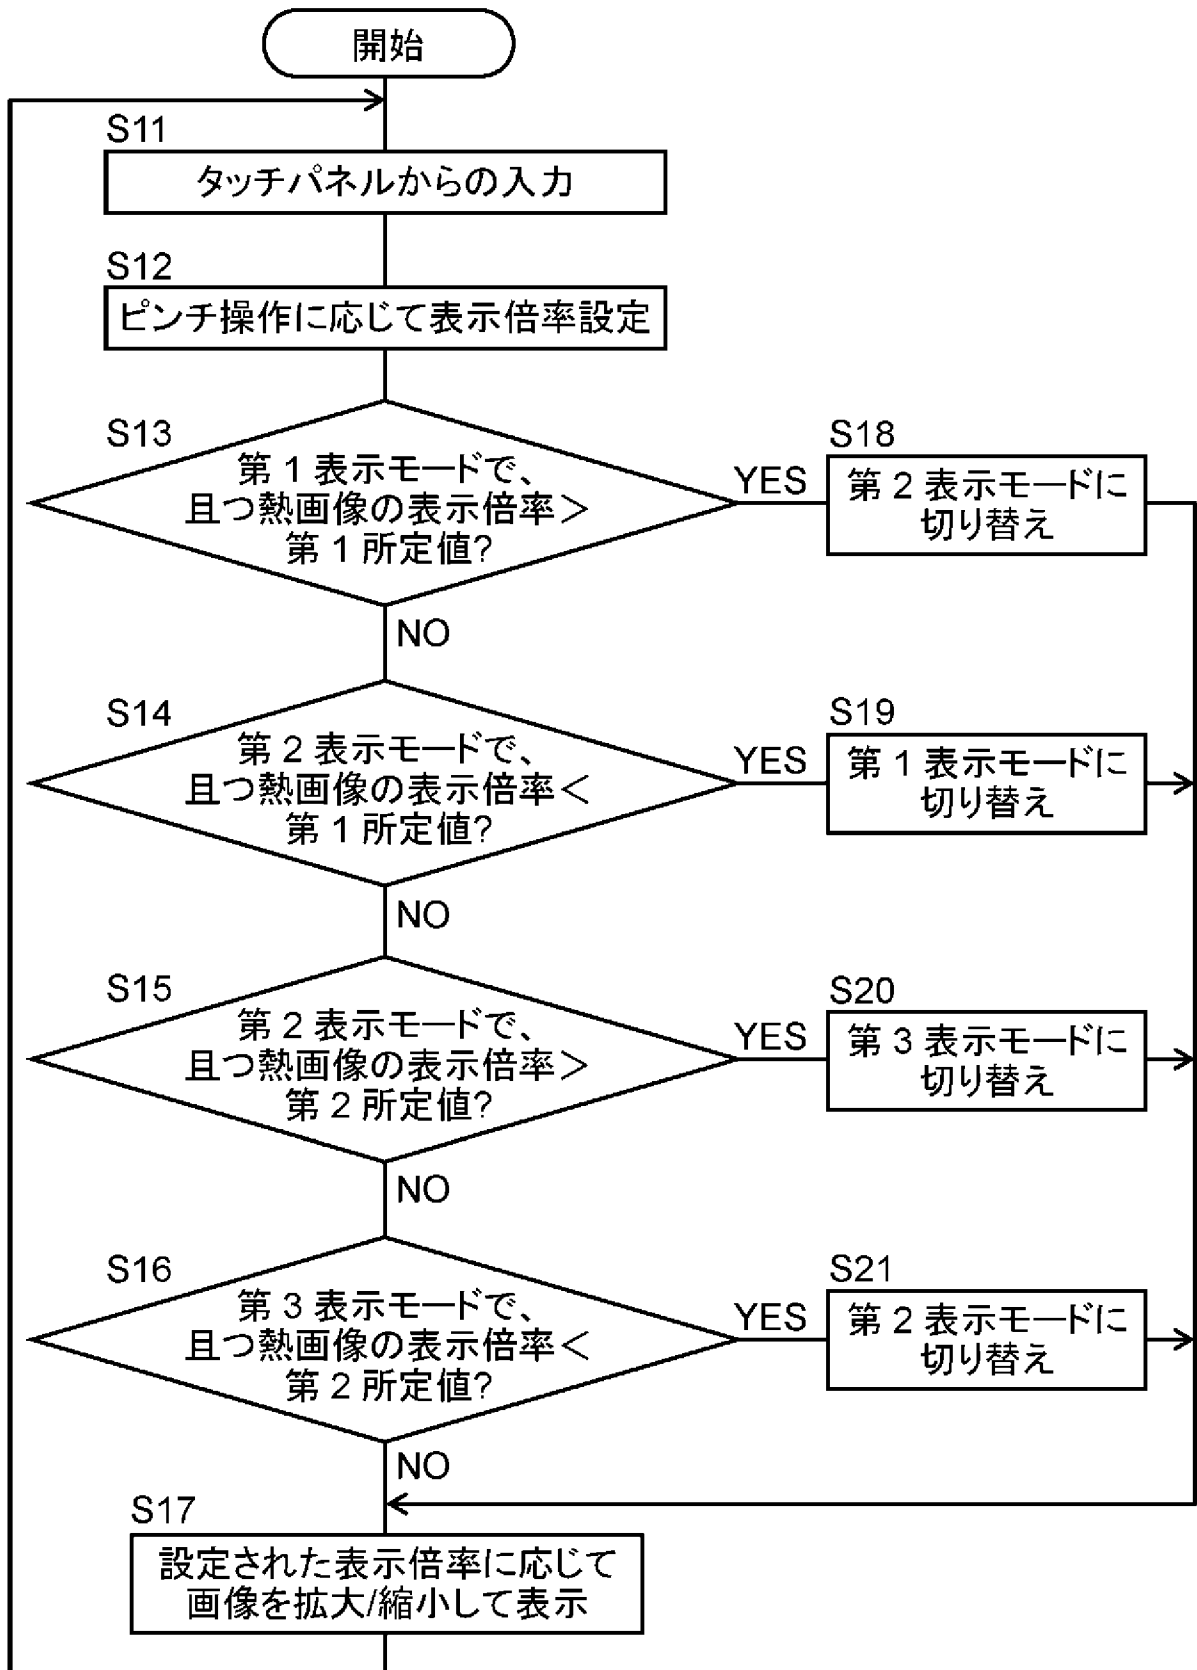 開始
S11
タッチパネルからの入力
S12
ピンチ操作に応じて表示倍率設定
S13
第1表示モードで、
且つ熱画像の表示倍率＞
第1所定値?
YES
S18
第2表示モードに
切り替え
NO
S14
第2表示モードで、
且つ熱画像の表示倍率＜
第1所定値?
YES
S19
第1表示モードに
切り替え
NO
S15
第2表示モードで、
且つ熱画像の表示倍率＞
第2所定値?
YES
S20
第3表示モードに
切り替え
NO
S16
第3表示モードで、
且つ熱画像の表示倍率＜
第2所定値?
YES
S21
第2表示モードに
切り替え
NO
S17
設定された表示倍率に応じて
画像を拡大/縮小して表示